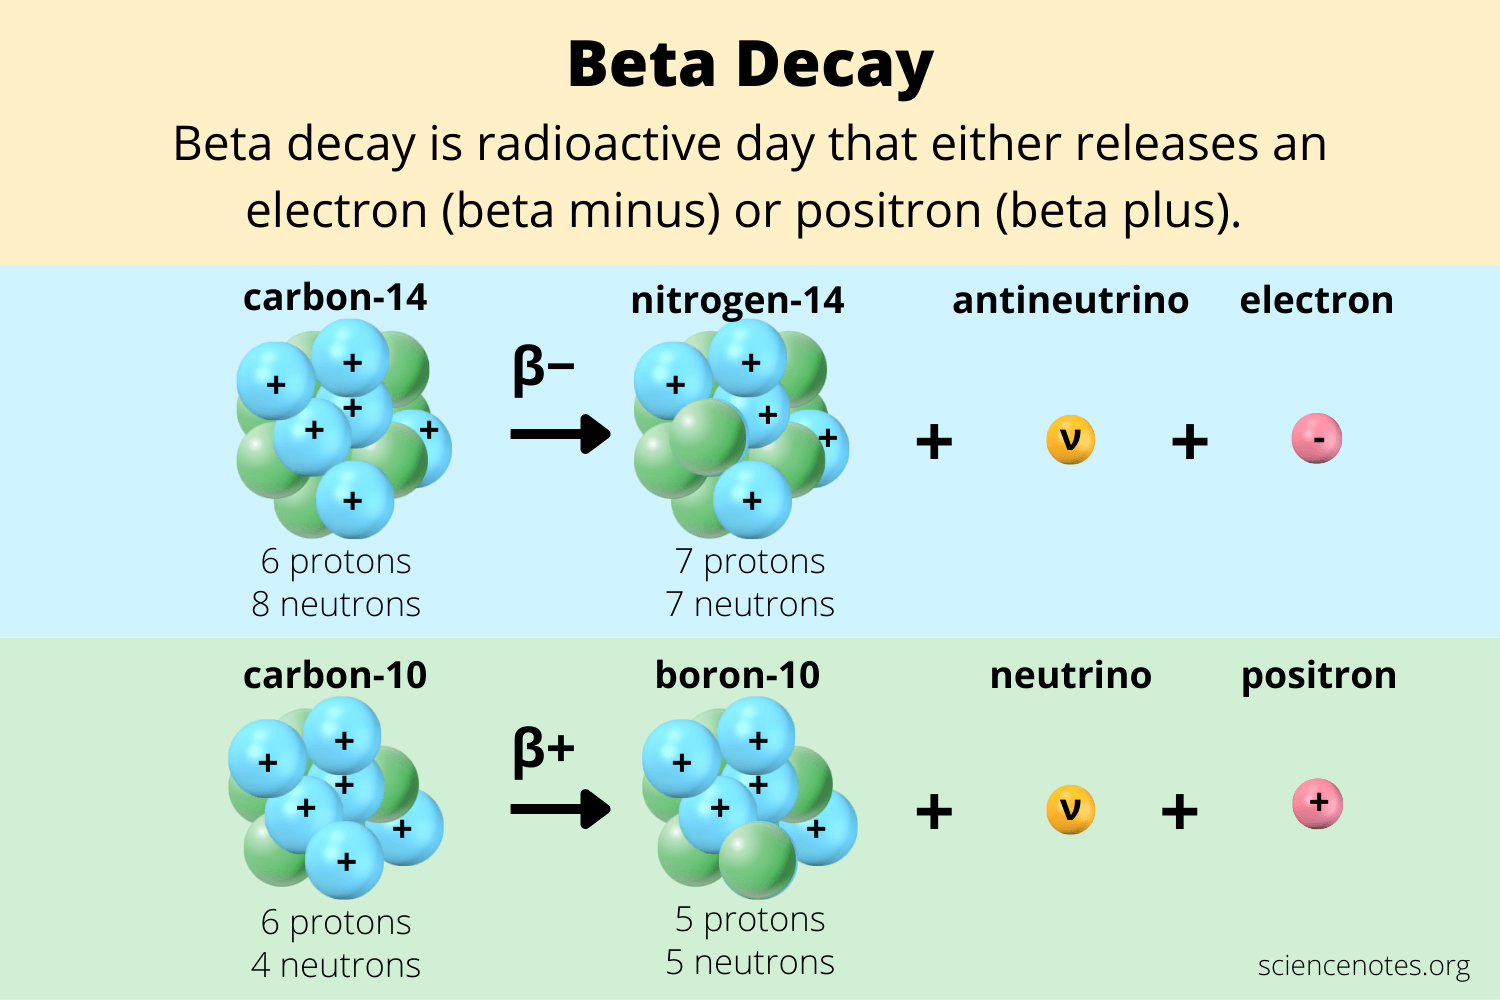 Beta Decay
Beta decay is radioactive day that either releases an
electron (beta minus) or positron (beta plus).
carbon-14 nitrogen-14 antineutrino electron
β−
+ + + + + +
+ + + + +
+ ν + -
6 protons 7 protons
8 neutrons 7 neutrons
carbon-10 boron-10 neutrino positron
β+
+ + + + + +
+ + + + +
+ ν + +
6 protons 5 protons
4 neutrons 5 neutrons
sciencenotes.org